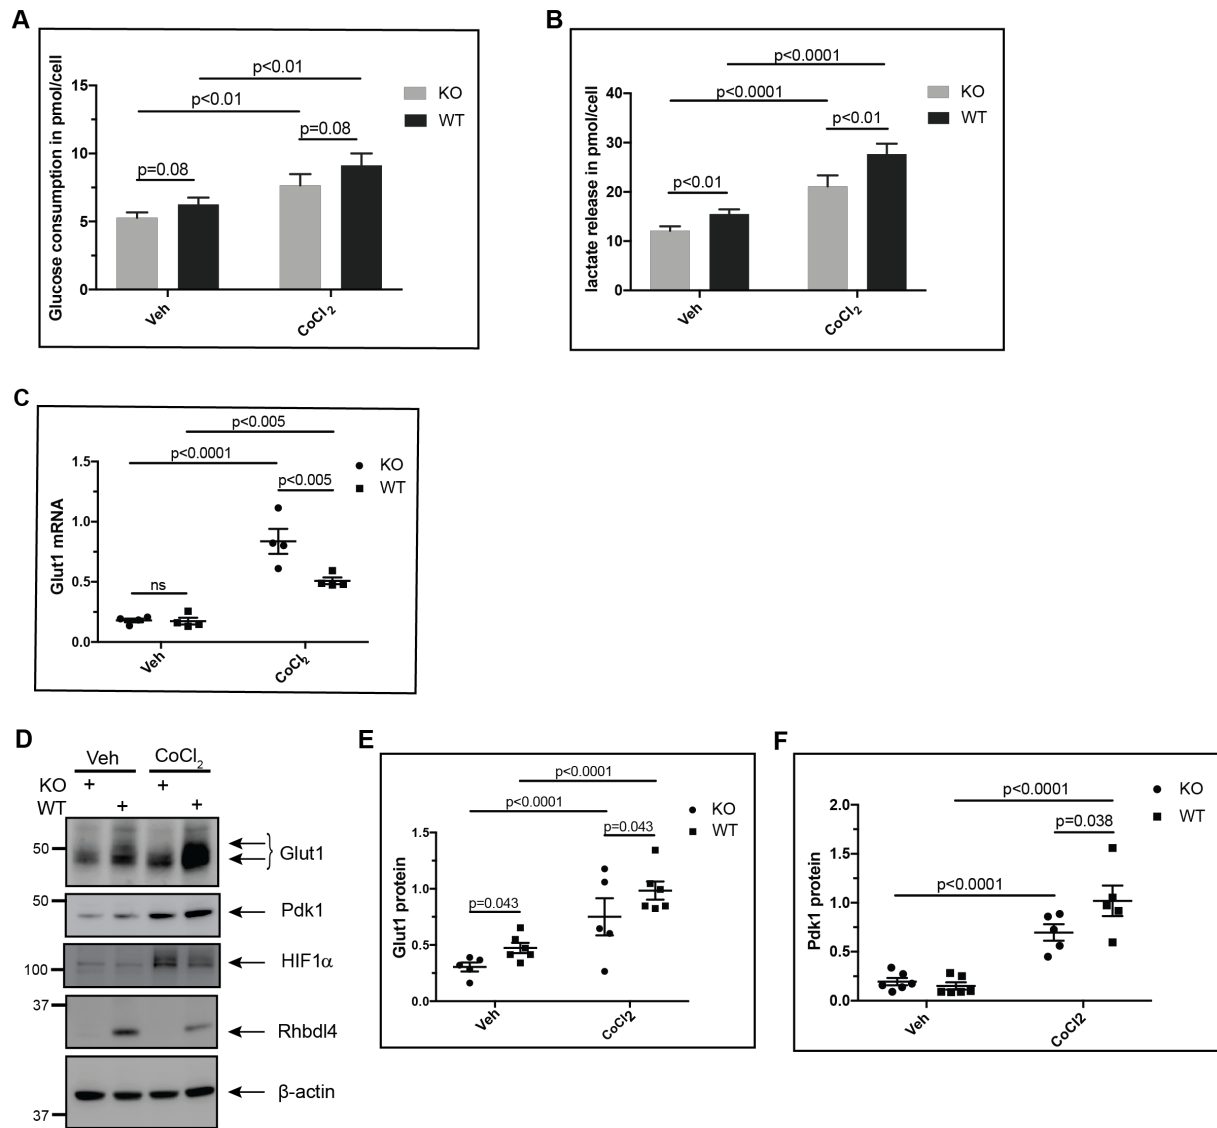 A
Glucose consumption in pmol/cell
p<0.01
p<0.01
p=0.08
p=0.08
15
10
5
0
Veh
CoCl2
KO
WT
B
lactate release in pmol/cell
p<0.0001
p<0.0001
p<0.01
p<0.01
40
30
20
10
0
Veh
CoCl2
KO
WT
C
Glut1 mRNA
p<0.005
p<0.0001
p<0.005
ns
1.5
1.0
0.5
0.0
Veh
CoCl2
KO
WT
D
Veh CoCl2
KO + +
WT + +
50 Glut1
50 Pdk1
100 HIF1α
37 Rhbdl4
37 β-actin
E
Glut1 protein
p<0.0001
p<0.0001
p=0.043
p=0.043
1.5
1.0
0.5
0.0
Veh
CoCl2
KO
WT
F
Pdk1 protein
p<0.0001
p=0.038
p<0.0001
2.0
1.5
1.0
0.5
0.0
Veh
CoCl2
KO
WT